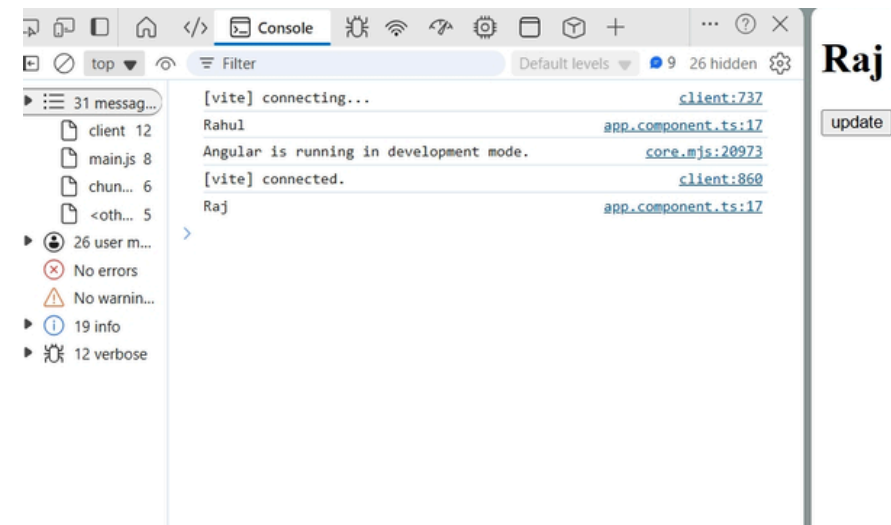 Console
top
Filter
Default levels
9
26 hidden
31 messag...
client 12
main.js 8
chun... 6
<oth... 5
26 user m...
No errors
No warnin...
19 info
12 verbose
[vite] connecting... client:737
Rahul app.component.ts:17
Angular is running in development mode. core.mjs:20973
[vite] connected. client:860
Raj app.component.ts:17
Raj
update